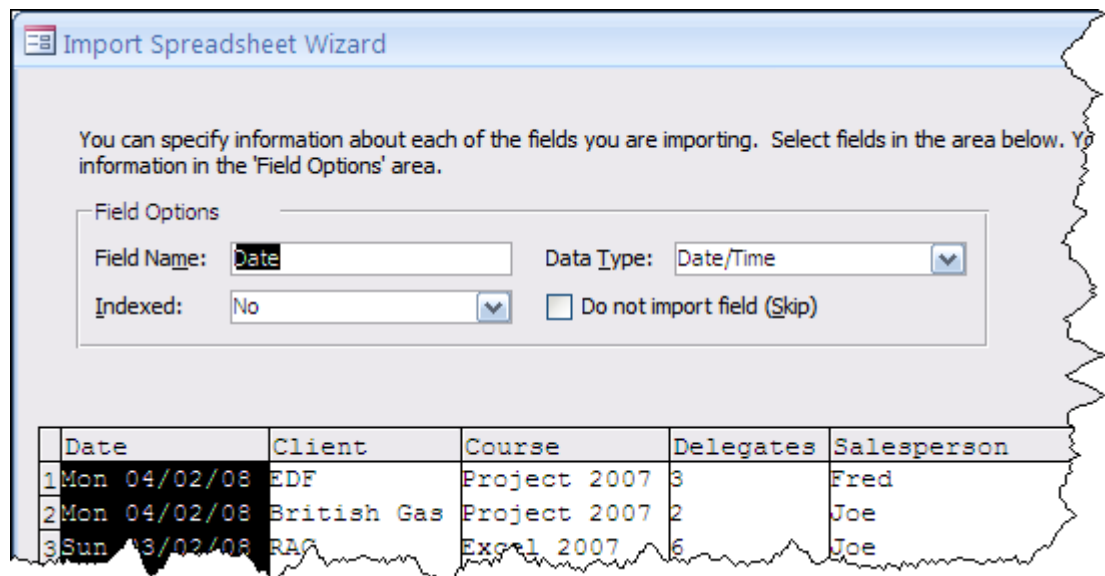 Import Spreadsheet Wizard
You can specify information about each of the fields you are importing. Select fields in the area below.
information in the 'Field Options' area.
Field Options
Field Name: Date Data Type: Date/Time
Indexed: No Do not import field (Skip)
Date Client Course Delegates Salesperson
1 Mon 04/02/08 EDF Project 2007 3 Fred
2 Mon 04/02/08 British Gas Project 2007 2 Joe
3 Sun 03/02/08 RAC Excel 2007 6 Joe